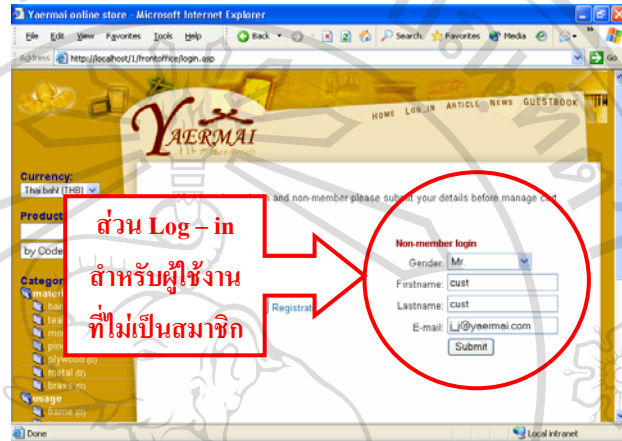 Yaermai online store - Microsoft Internet Explorer
File Edit View Favorites Tools Help Back Search Favorites Media
Address http://localhost/1/frontoffice/login.asp Go
YAERMAI
HOME LOG_IN ARTICLE NEWS GUESTBOOK
Currency:
Thai baht (THB)
and non-member please submit your details before manage cart
Product
by Code
ส่วน Log – in
สำหรับผู้ใช้งาน
ที่ไม่เป็นสมาชิก
Non-member login
Gender: Mr.
Firstname: cust
Lastname: cust
E-mail: j_j@yaermai.com
Submit
Registrat
Categor
materi
plywood (0)
metal (0)
brass (0)
usage
frame (0)
Done Local intranet